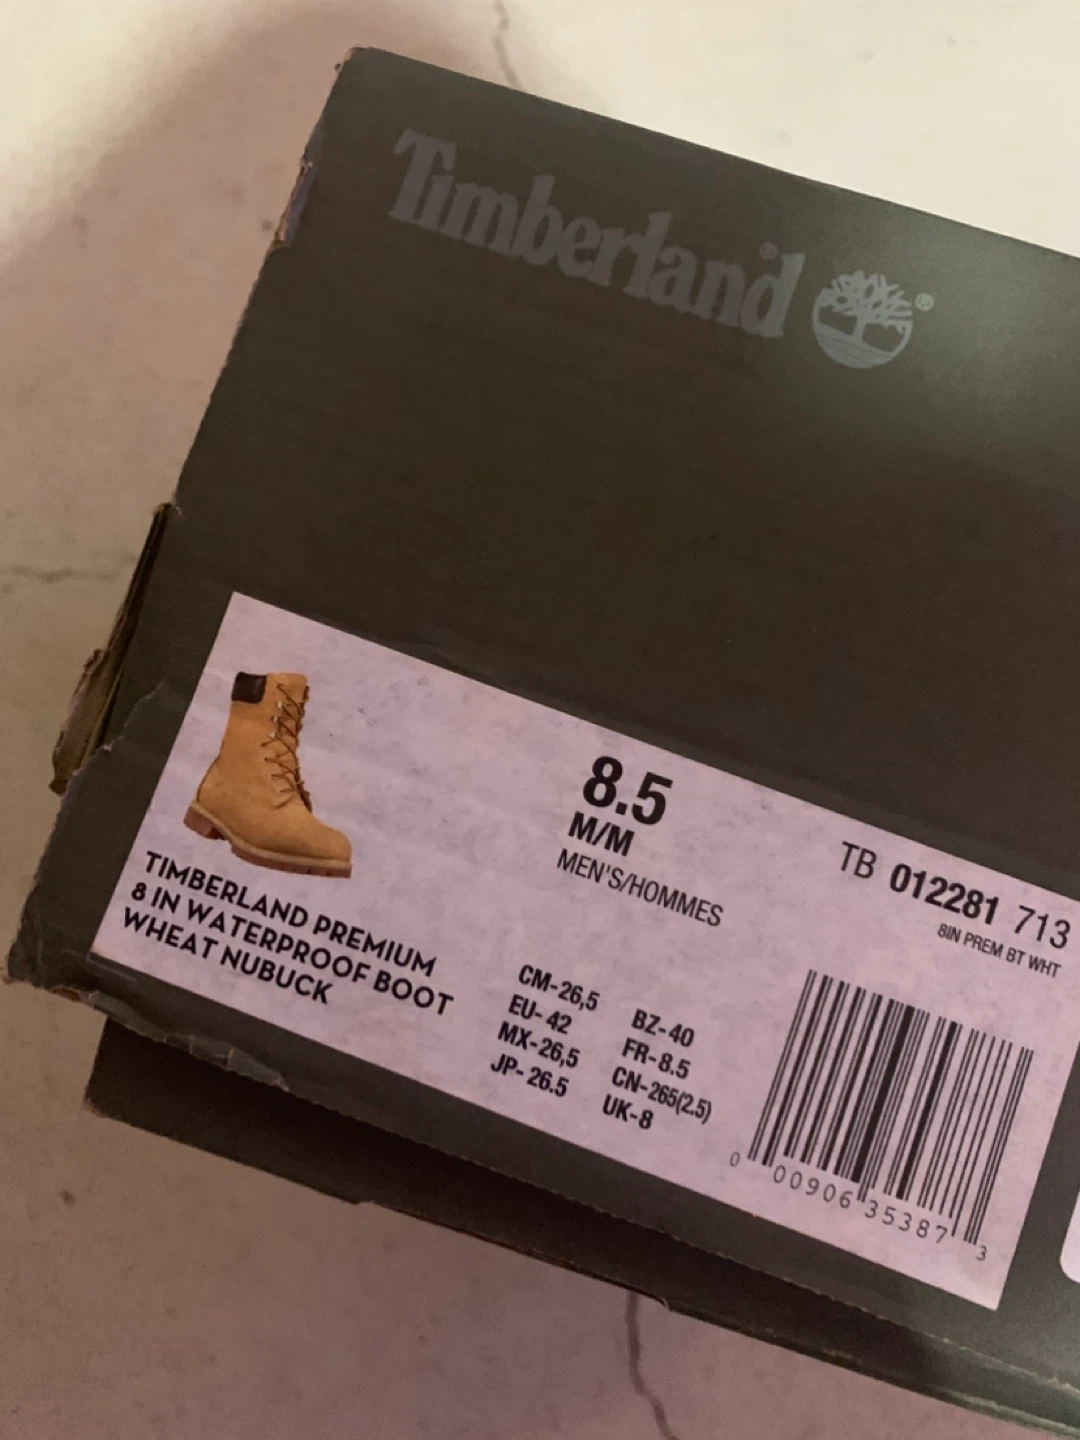 Timberland®
®
8.5
M/M
MEN'S/HOMMES
TB 012281 713
8IN PREM BT WHT
TIMBERLAND PREMIUM
8 IN WATERPROOF BOOT
WHEAT NUBUCK
CM-26,5
EU- 42
MX-26,5
JP- 26.5
BZ-40
FR-8.5
CN-265(2.5)
UK-8
0 00906 35387 3